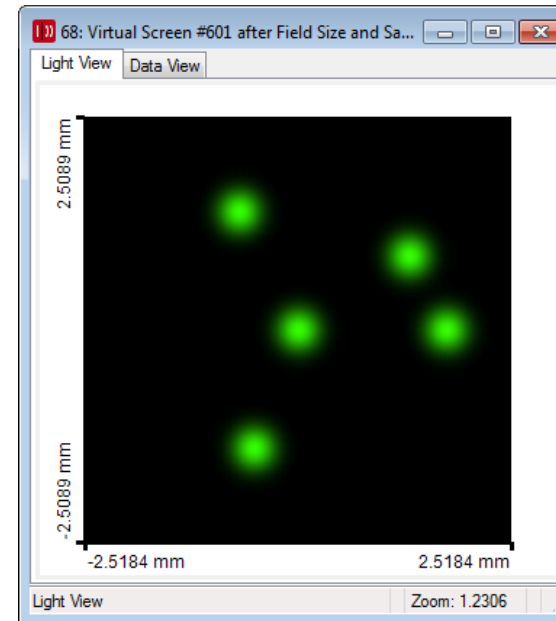 68: Virtual Screen #601 after Field Size and Sa...
Light View
Data View
2.5089 mm
-2.5089 mm
-2.5184 mm
2.5184 mm
Light View
Zoom: 1.2306